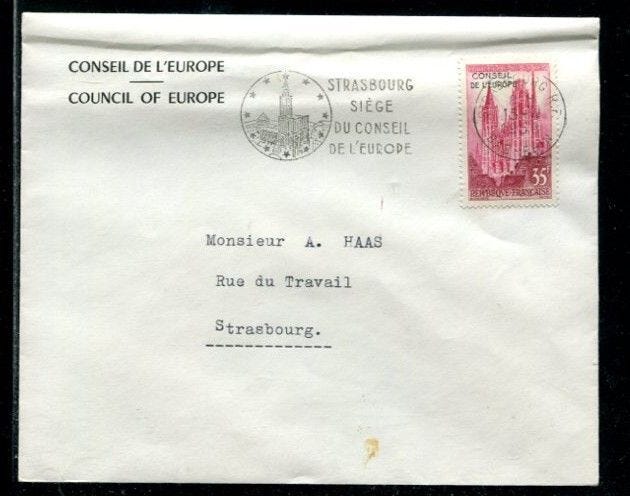 CONSEIL DE L'EUROPE
COUNCIL OF EUROPE
STRASBOURG
SIÈGE
DU CONSEIL
DE L'EUROPE
CONSEIL
DE L'EUROPE
35F
REPUBLIQUE FRANÇAISE
Monsieur A. HAAS
Rue du Travail
Strasbourg.